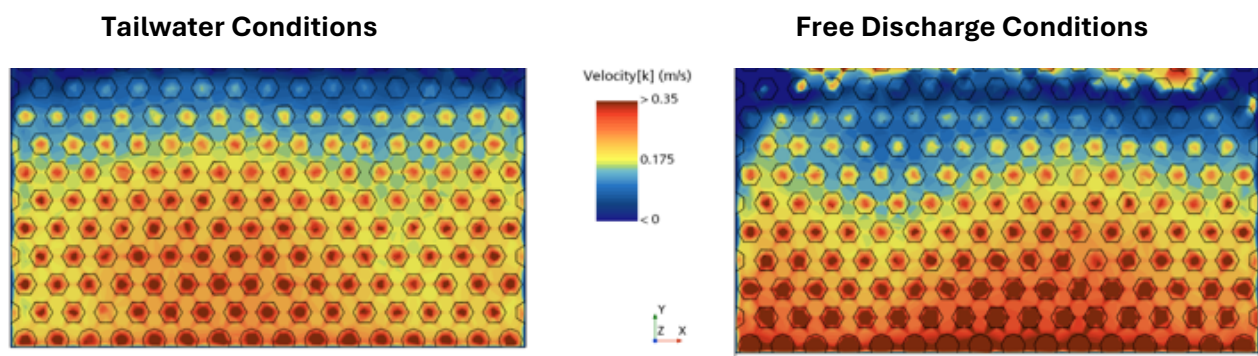 Tailwater Conditions
Free Discharge Conditions
Velocity[k] (m/s)
> 0.35
0.175
< 0
Y
Z X